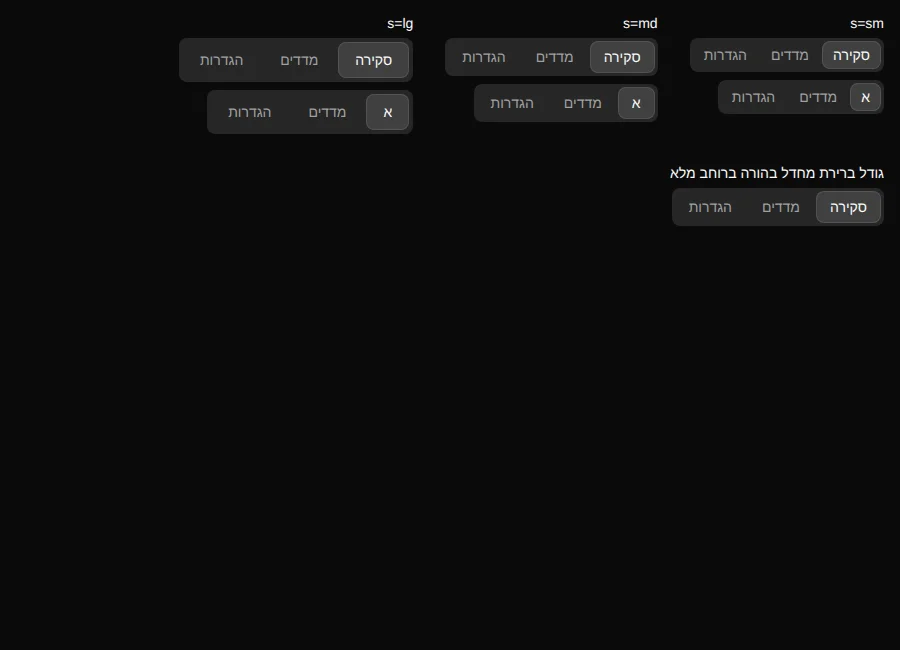 s=sm
סקירה מדדים הגדרות
א מדדים הגדרות
s=md
סקירה מדדים הגדרות
א מדדים הגדרות
s=lg
סקירה מדדים הגדרות
א מדדים הגדרות
גודל ברירת מחדל בהורה ברוחב מלא
סקירה מדדים הגדרות